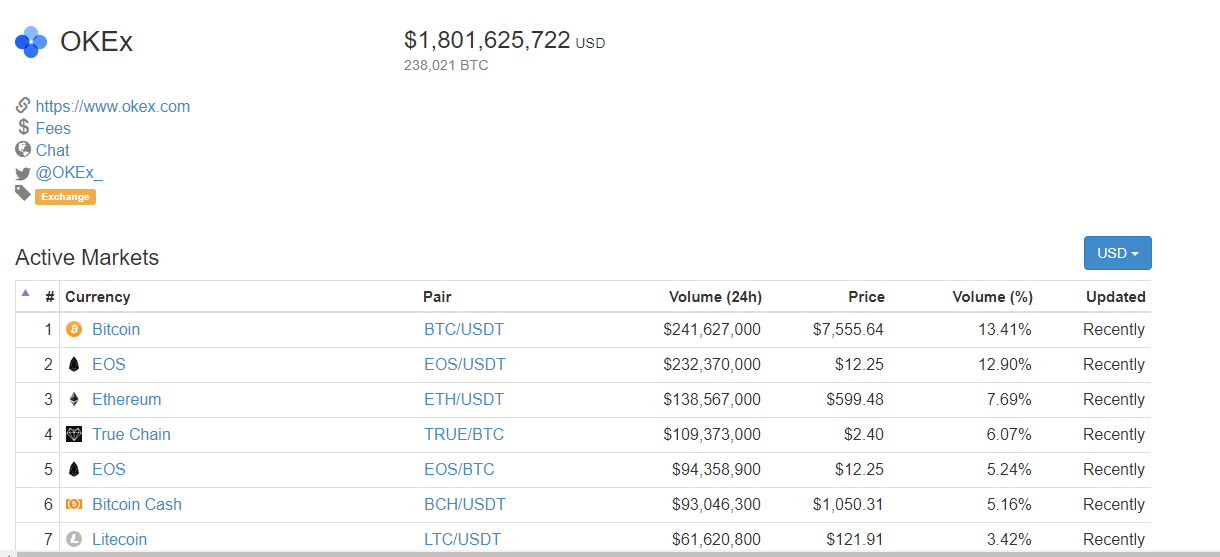 OKEx
$1,801,625,722 USD
238,021 BTC
https://www.okex.com
Fees
Chat
@OKEx_
Exchange
Active Markets
USD
# Currency Pair Volume (24h) Price Volume (%) Updated
1 Bitcoin BTC/USDT $241,627,000 $7,555.64 13.41% Recently
2 EOS EOS/USDT $232,370,000 $12.25 12.90% Recently
3 Ethereum ETH/USDT $138,567,000 $599.48 7.69% Recently
4 True Chain TRUE/BTC $109,373,000 $2.40 6.07% Recently
5 EOS EOS/BTC $94,358,900 $12.25 5.24% Recently
6 Bitcoin Cash BCH/USDT $93,046,300 $1,050.31 5.16% Recently
7 Litecoin LTC/USDT $61,620,800 $121.91 3.42% Recently